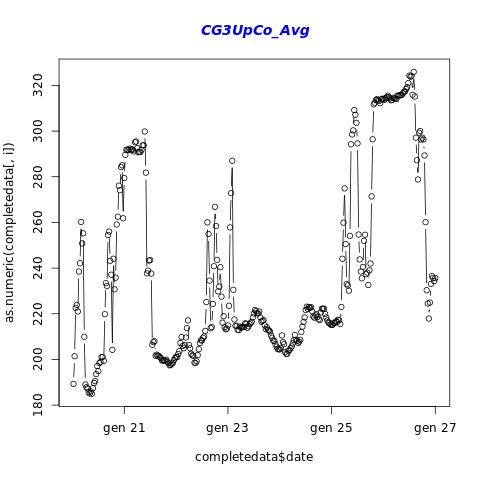 CG3UpCo_Avg
as.numeric(completedata[, i])
320
300
280
260
240
220
200
180
gen 21
gen 23
gen 25
gen 27
completedata$date